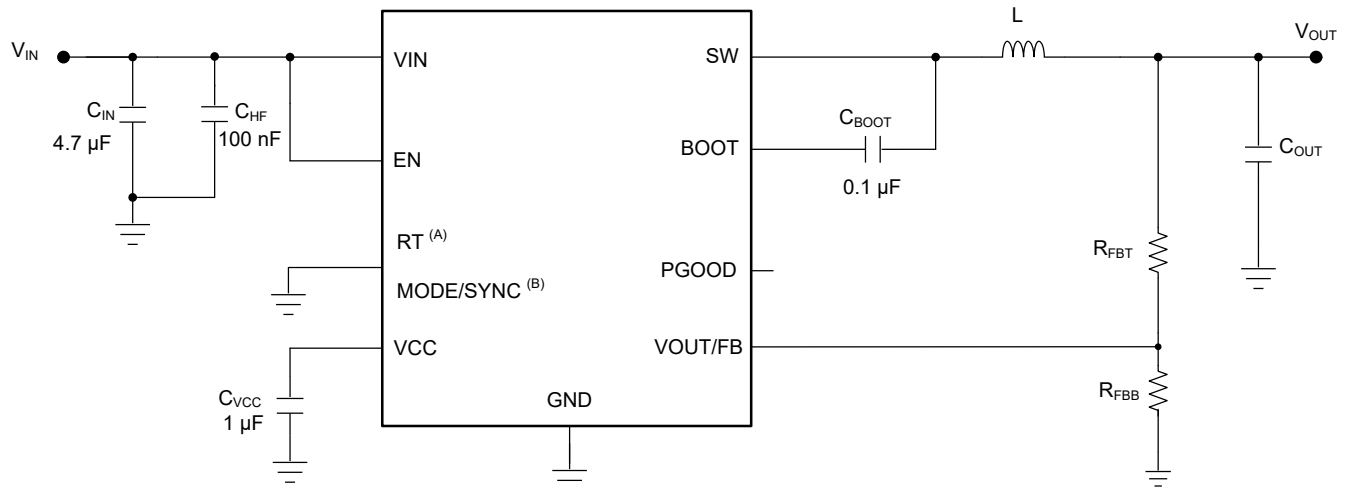 L
V_IN
V_OUT
VIN
SW
C_IN
4.7 µF
C_HF
100 nF
C_BOOT
0.1 µF
BOOT
EN
C_OUT
RT (A)
MODE/SYNC (B)
PGOOD
R_FBT
VCC
VOUT/FB
C_VCC
1 µF
GND
R_FBB